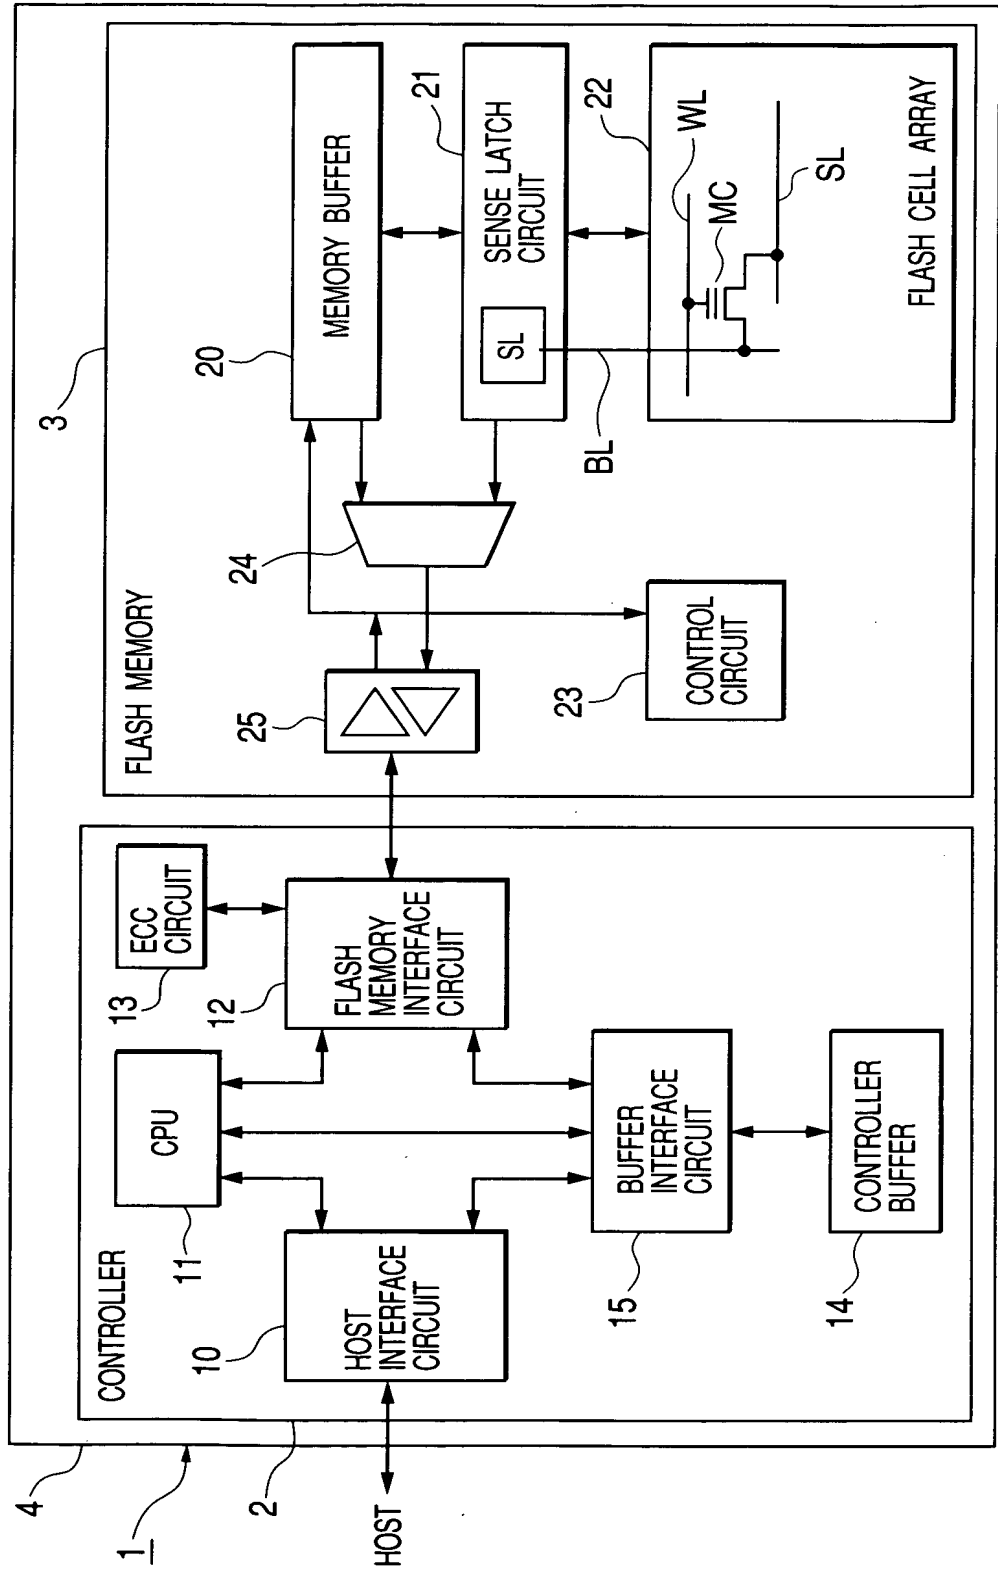 1
4
2
3
CONTROLLER
FLASH MEMORY
HOST
10
HOST
INTERFACE
CIRCUIT
11
CPU
12
FLASH
MEMORY
INTERFACE
CIRCUIT
13
ECC
CIRCUIT
15
BUFFER
INTERFACE
CIRCUIT
14
CONTROLLER
BUFFER
25
24
20
MEMORY BUFFER
21
SENSE LATCH
CIRCUIT
SL
BL
23
CONTROL
CIRCUIT
22
WL
MC
SL
FLASH CELL ARRAY